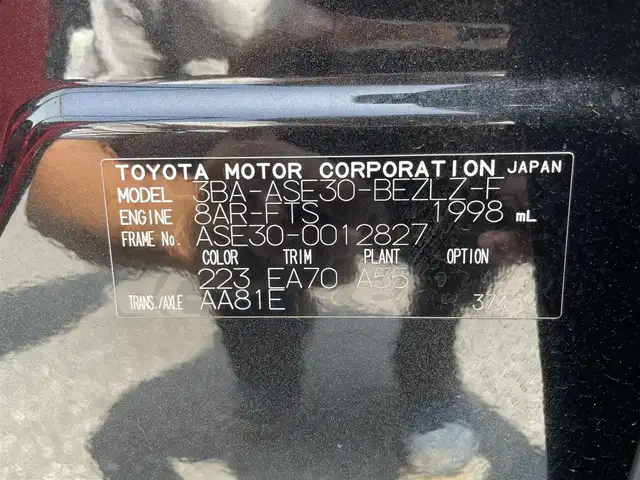 TOYOTA MOTOR CORPORATION JAPAN
MODEL 3BA-ASE30-BEZLZ-F
ENGINE 8AR-FTS 1998 mL
FRAME No. ASE30-0012827
COLOR TRIM PLANT OPTION
223 EA70 A55
TRANS./AXLE AA81E 374